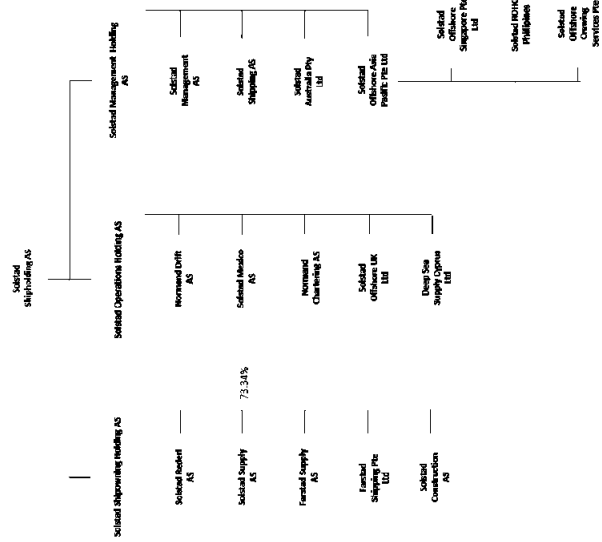 Solstad
Shipholding AS
Solstad Shipowning Holding AS
Solstad Rederi
AS
Solstad Supply
AS
73.34%
Farstad Supply
AS
Farstad
Shipping Pte
Ltd
Solstad
Construction
AS
Solstad Operations Holding AS
Normand Drift
AS
Solstad Mexico
AS
Normand
Chartering AS
Solstad
Offshore UK
Ltd
Deep Sea
Supply Cyprus
Ltd
Solstad Management Holding
AS
Solstad
Management
AS
Solstad
Shipping AS
Solstad
Australia Pty
Ltd
Solstad
Offshore Asia
Pasific Pte Ltd
Solstad
Offshore
Singapore Pte
Ltd
Solstad ROHQ
Phillipines
Solstad
Offshore
Crewing
Services Pte